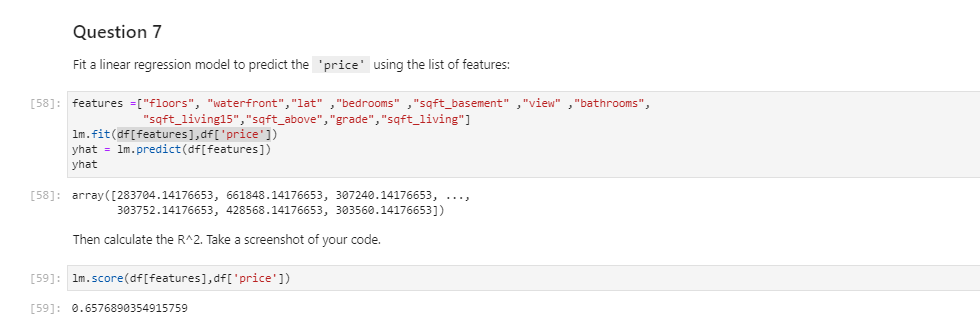 Question 7
Fit a linear regression model to predict the 'price' using the list of features:
[58]: features =["floors", "waterfront","lat" ,"bedrooms" ,"sqft_basement" ,"view" ,"bathrooms",
"sqft_living15","sqft_above","grade","sqft_living"]
lm.fit(df[features],df['price'])
yhat = lm.predict(df[features])
yhat
[58]: array([283704.14176653, 661848.14176653, 307240.14176653, ...,
303752.14176653, 428568.14176653, 303560.14176653])
Then calculate the R^2. Take a screenshot of your code.
[59]: lm.score(df[features],df['price'])
[59]: 0.6576890354915759